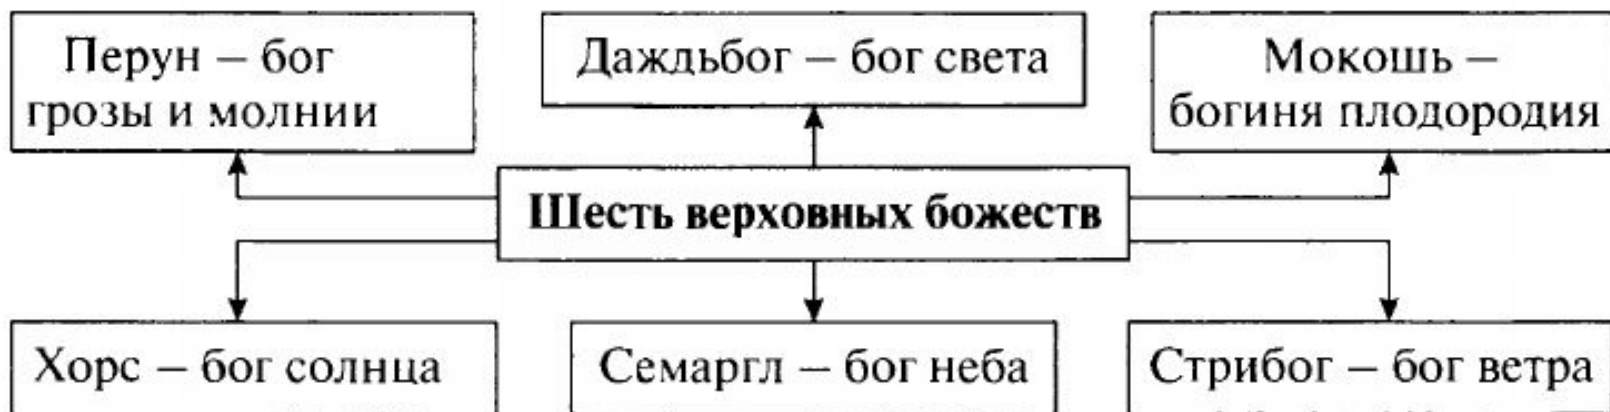 Перун – бог
грозы и молнии
Даждьбог – бог света
Мокошь –
богиня плодородия
Шесть верховных божеств
Хорс – бог солнца
Семаргл – бог неба
Стрибог – бог ветра